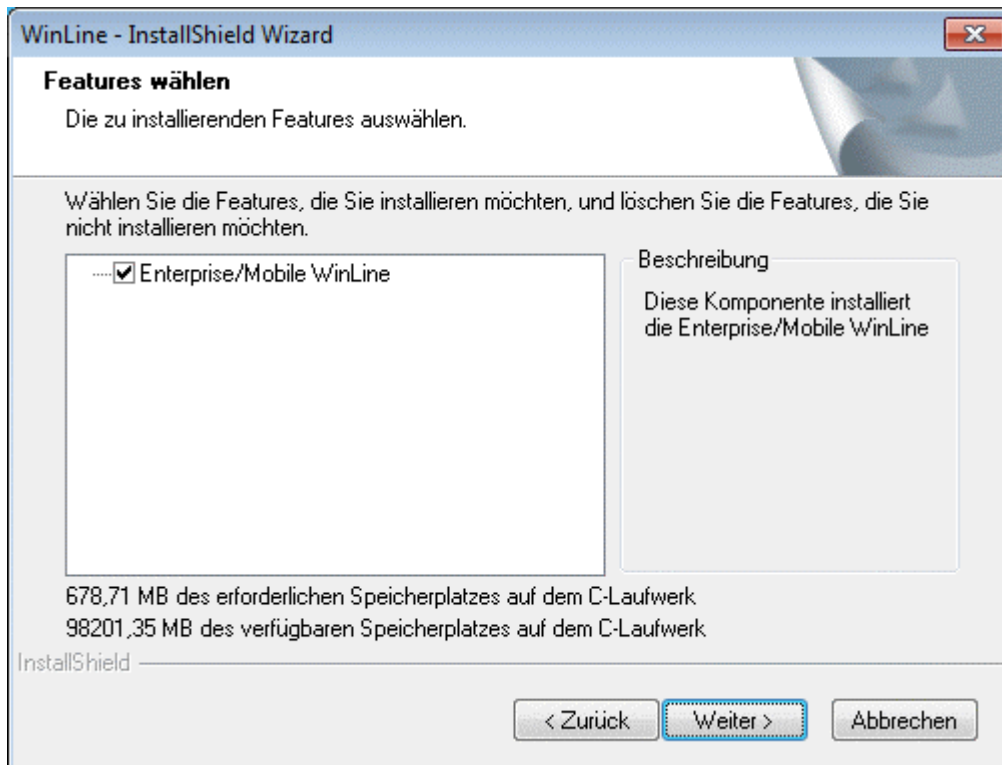 WinLine - InstallShield Wizard
Features wählen
Die zu installierenden Features auswählen.
Wählen Sie die Features, die Sie installieren möchten, und löschen Sie die Features, die Sie
nicht installieren möchten.
Enterprise/Mobile WinLine
Beschreibung
Diese Komponente installiert
die Enterprise/Mobile WinLine
678,71 MB des erforderlichen Speicherplatzes auf dem C-Laufwerk
98201,35 MB des verfügbaren Speicherplatzes auf dem C-Laufwerk
InstallShield
< Zurück
Weiter >
Abbrechen